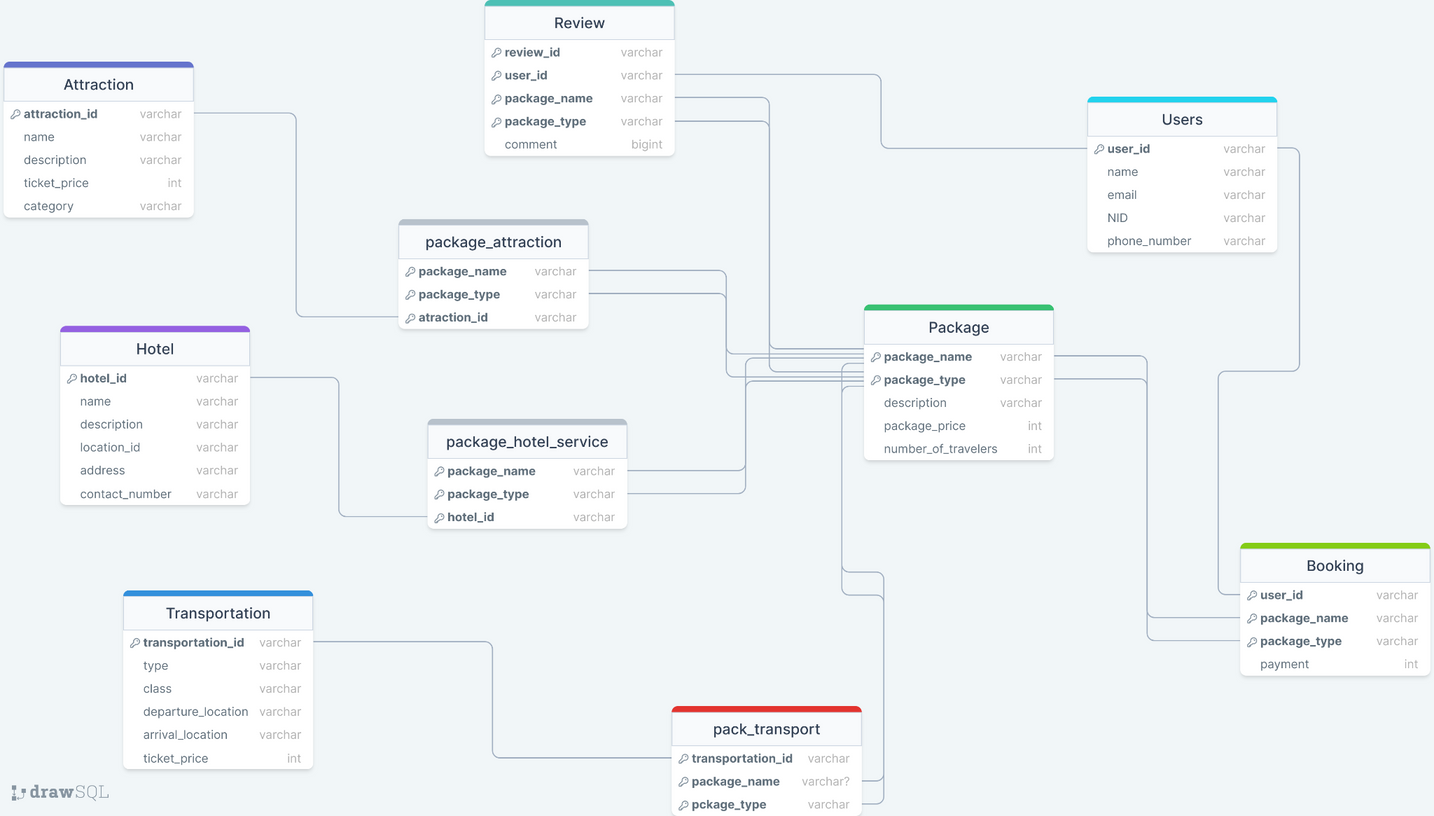 Review
review_id varchar
user_id varchar
package_name varchar
package_type varchar
comment bigint
Attraction
attraction_id varchar
name varchar
description varchar
ticket_price int
category varchar
Users
user_id varchar
name varchar
email varchar
NID varchar
phone_number varchar
package_attraction
package_name varchar
package_type varchar
atraction_id varchar
Package
package_name varchar
package_type varchar
description varchar
package_price int
number_of_travelers int
Hotel
hotel_id varchar
name varchar
description varchar
location_id varchar
address varchar
contact_number varchar
package_hotel_service
package_name varchar
package_type varchar
hotel_id varchar
Booking
user_id varchar
package_name varchar
package_type varchar
payment int
Transportation
transportation_id varchar
type varchar
class varchar
departure_location varchar
arrival_location varchar
ticket_price int
pack_transport
transportation_id varchar
package_name varchar?
pckage_type varchar
drawSQL